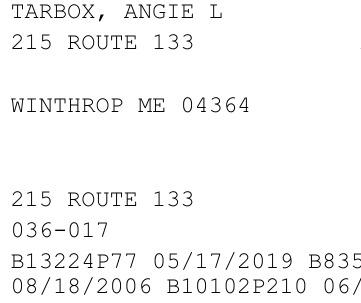 TARBOX, ANGIE L
215 ROUTE 133
WINTHROP ME 04364
215 ROUTE 133
036-017
B13224P77 05/17/2019 B835
08/18/2006 B10102P210 06/